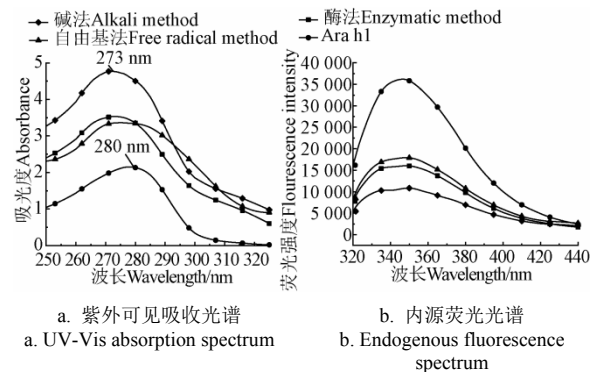 碱法Alkali method
自由基法Free radical method
酶法Enzymatic method
Ara h1
273 nm
280 nm
吸光度Absorbance
5
4
3
2
1
0
250 260 270 280 290 300 310 320
波长Wavelength/nm
a. 紫外可见吸收光谱
a. UV-Vis absorption spectrum
荧光强度Flourescence intensity
40 000
35 000
30 000
25 000
20 000
15 000
10 000
5 000
0
320 340 360 380 400 420 440
波长Wavelength/nm
b. 内源荧光光谱
b. Endogenous fluorescence
spectrum